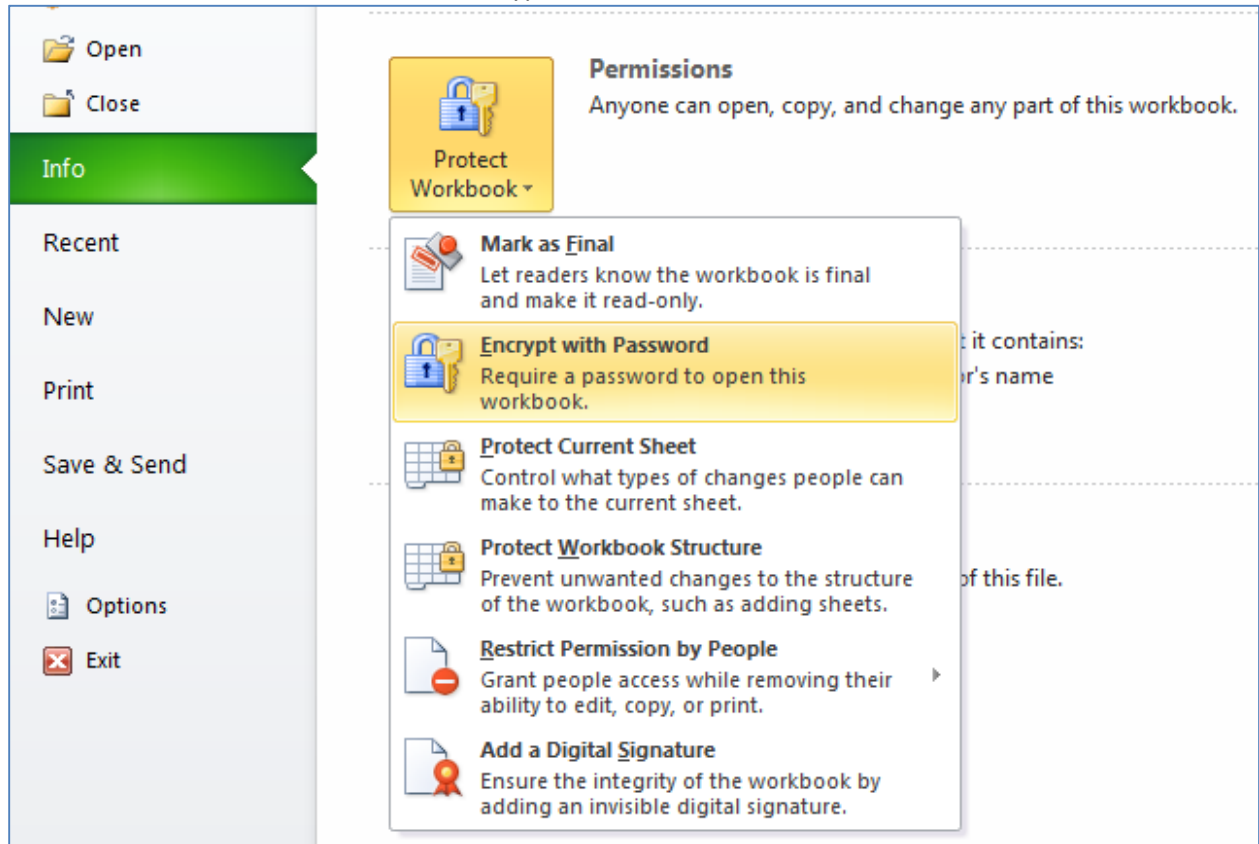 Open
Close
Info
Recent
New
Print
Save & Send
Help
Options
Exit
Permissions
Anyone can open, copy, and change any part of this workbook.
Protect
Workbook
Mark as Final
Let readers know the workbook is final
and make it read-only.
Encrypt with Password
Require a password to open this
workbook.
Protect Current Sheet
Control what types of changes people can
make to the current sheet.
Protect Workbook Structure
Prevent unwanted changes to the structure
of the workbook, such as adding sheets.
Restrict Permission by People
Grant people access while removing their
ability to edit, copy, or print.
Add a Digital Signature
Ensure the integrity of the workbook by
adding an invisible digital signature.
it contains:
r's name
of this file.